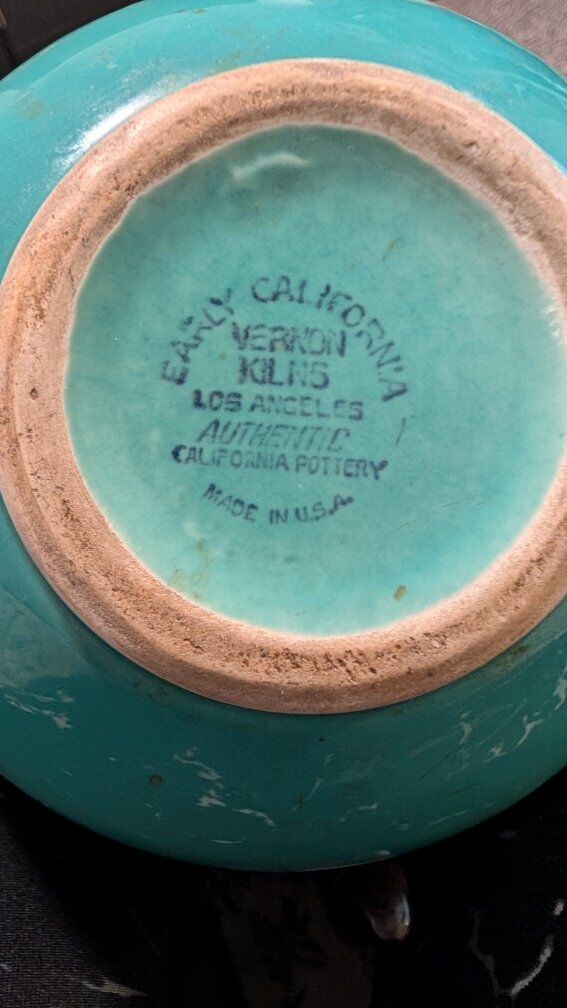 EARLY CALIFORNIA
VERNON
KILNS
LOS ANGELES
AUTHENTIC
CALIFORNIA POTTERY
MADE IN U.S.A.